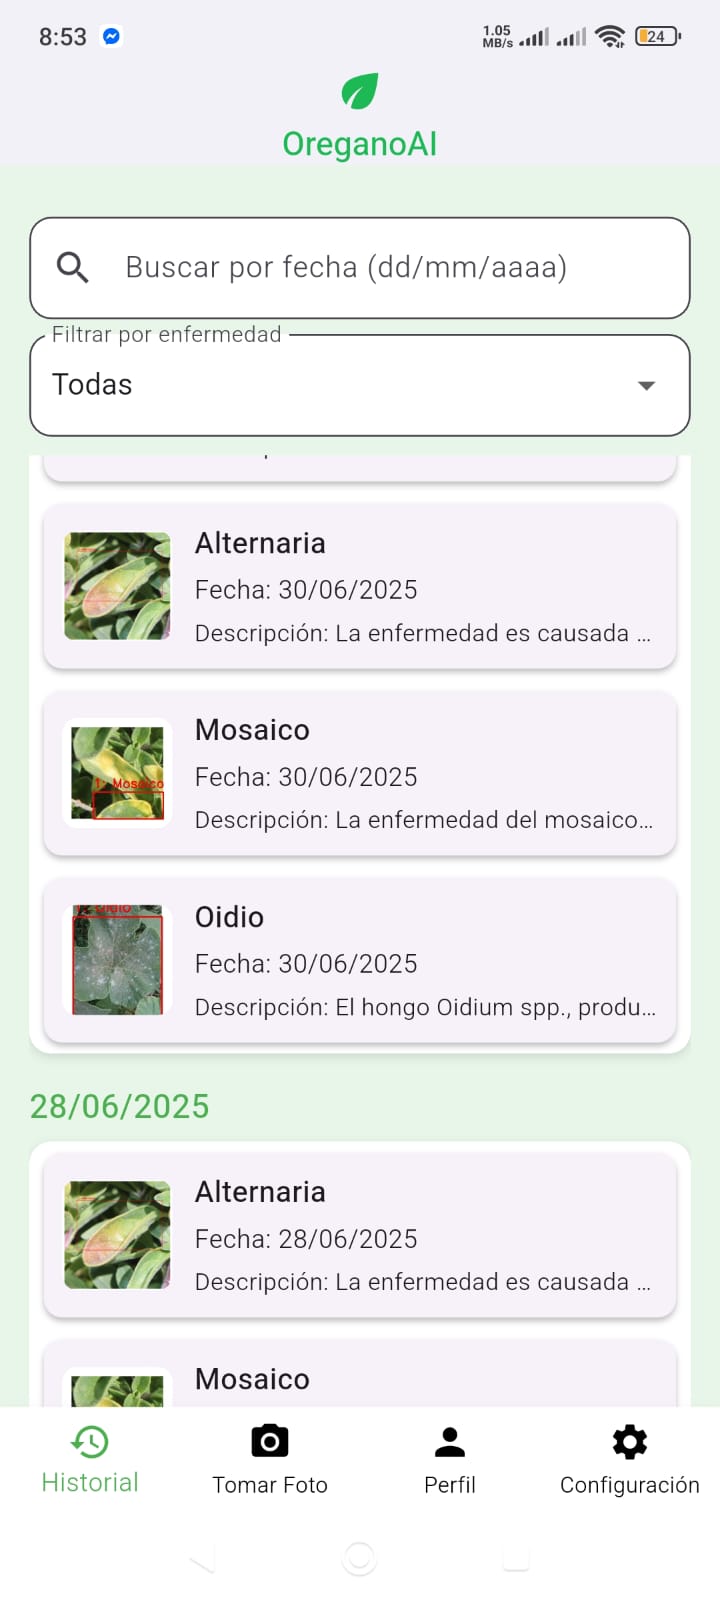 8:53
1.05
MB/s
24
OreganoAI
Buscar por fecha (dd/mm/aaaa)
Filtrar por enfermedad
Todas
Alternaria
Fecha: 30/06/2025
Descripción: La enfermedad es causada ...
Mosaico
Fecha: 30/06/2025
Descripción: La enfermedad del mosaico...
Mosaico
Oidio
Fecha: 30/06/2025
Descripción: El hongo Oidium spp., produ...
28/06/2025
Alternaria
Fecha: 28/06/2025
Descripción: La enfermedad es causada ...
Mosaico
Historial
Tomar Foto
Perfil
Configuración